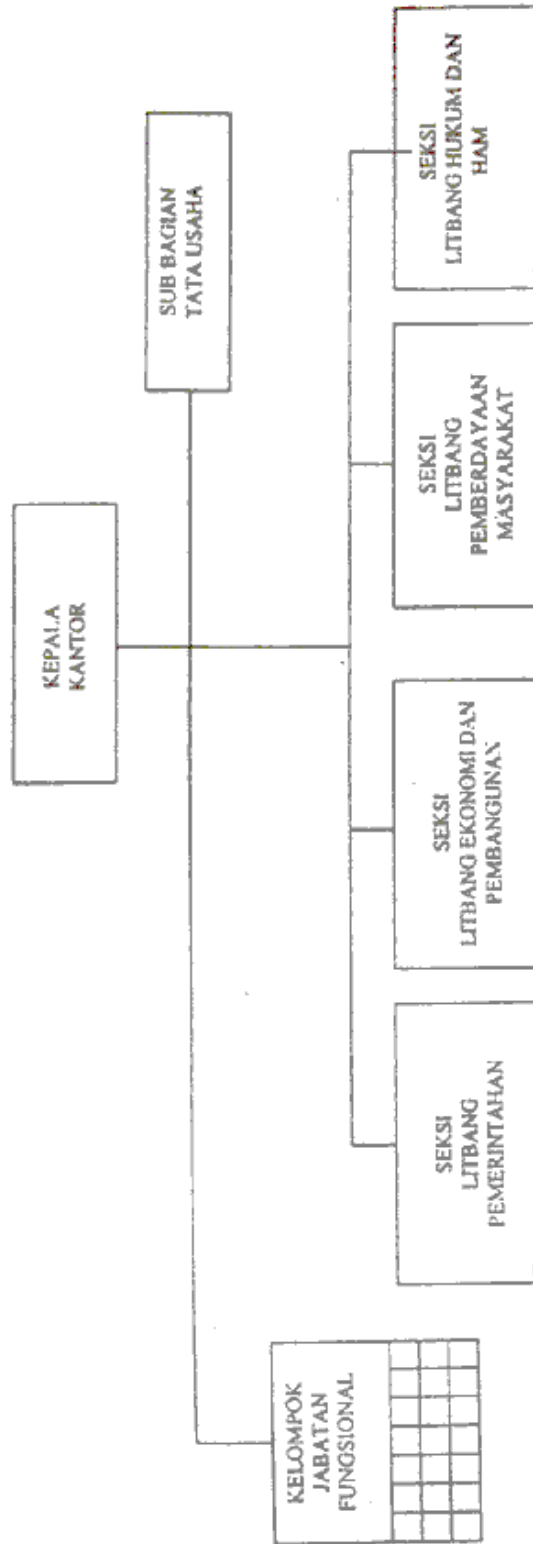 KEPALA
KANTOR
SUB BAGIAN
TATA USAHA
KELOMPOK
JABATAN
FUNGSIONAL
SEKSI
LITBANG
PEMERINTAHAN
SEKSI
LITBANG EKONOMI DAN
PEMBANGUNAN
SEKSI
LITBANG
PEMBERDAYAAN
MASYARAKAT
SEKSI
LITBANG HUKUM DAN
HAM